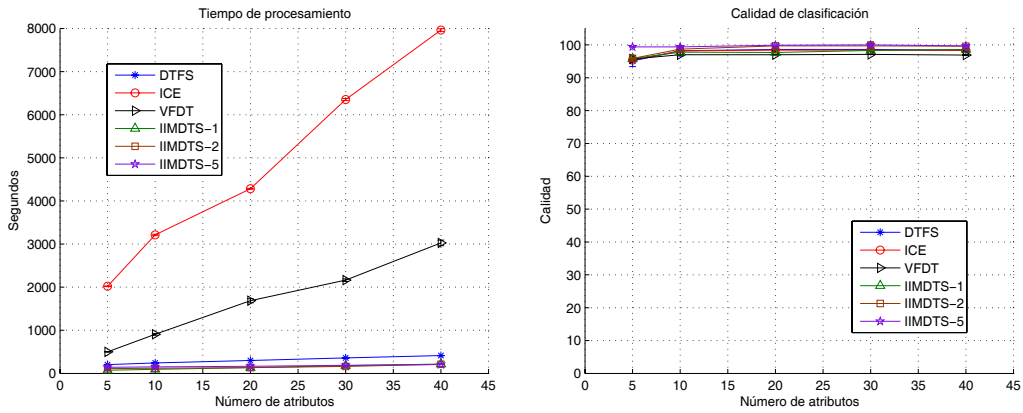 Tiempo de procesamiento
8000
7000
6000
5000
4000
3000
2000
1000
0
Segundos
DTFS
ICE
VFDT
IIMDTS−1
IIMDTS−2
IIMDTS−5
0 5 10 15 20 25 30 35 40 45
Número de atributos
Calidad de clasificación
100
90
80
70
60
50
40
30
20
10
0
Calidad
DTFS
ICE
VFDT
IIMDTS−1
IIMDTS−2
IIMDTS−5
0 5 10 15 20 25 30 35 40 45
Número de atributos